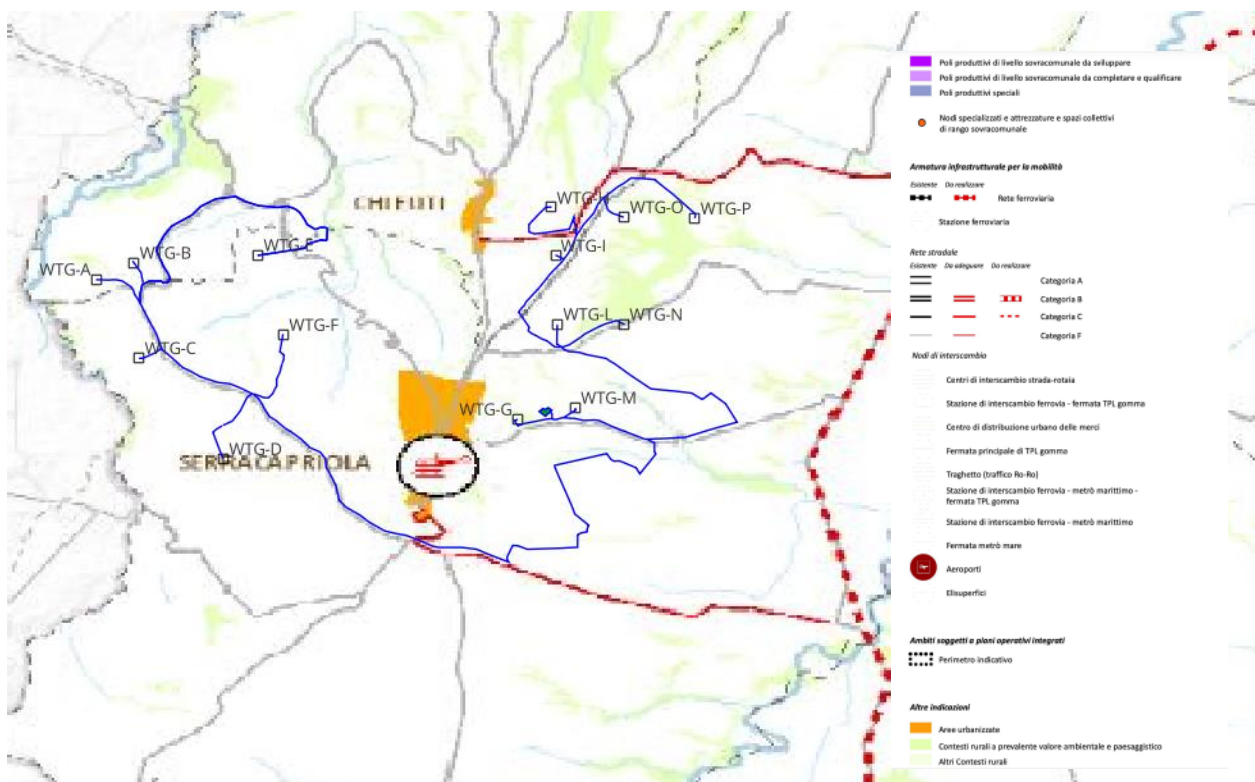 CHIEUTI
WTG-H
WTG-O
WTG-P
WTG-B
WTG-E
WTG-I
WTG-A
WTG-L
WTG-N
WTG-F
WTG-C
WTG-M
WTG-G
WTG-D
SERRACAPRIOLA
Poli produttivi di livello sovracomunale da sviluppare
Poli produttivi di livello sovracomunale da completare e qualificare
Poli produttivi speciali
Nodi specializzati e attrezzature e spazi collettivi
di rango sovracomunale
Armatura infrastrutturale per la mobilità
Esistente Da realizzare
Rete ferroviaria
Stazione ferroviaria
Rete stradale
Esistente Da adeguare Da realizzare
Categoria A
Categoria B
Categoria C
Categoria F
Nodi di interscambio
Centri di interscambio strada-rotaia
Stazione di interscambio ferrovia - fermata TPL gomma
Centro di distribuzione urbano delle merci
Fermata principale di TPL gomma
Traghetto (traffico Ro-Ro)
Stazione di interscambio ferrovia - metrò marittimo -
fermata TPL gomma
Stazione di interscambio ferrovia - metrò marittimo
Fermata metrò mare
Aeroporti
Elisuperfici
Ambiti soggetti a piani operativi integrati
Perimetro indicativo
Altre indicazioni
Aree urbanizzate
Contesti rurali a prevalente valore ambientale e paesaggistico
Altri Contesti rurali